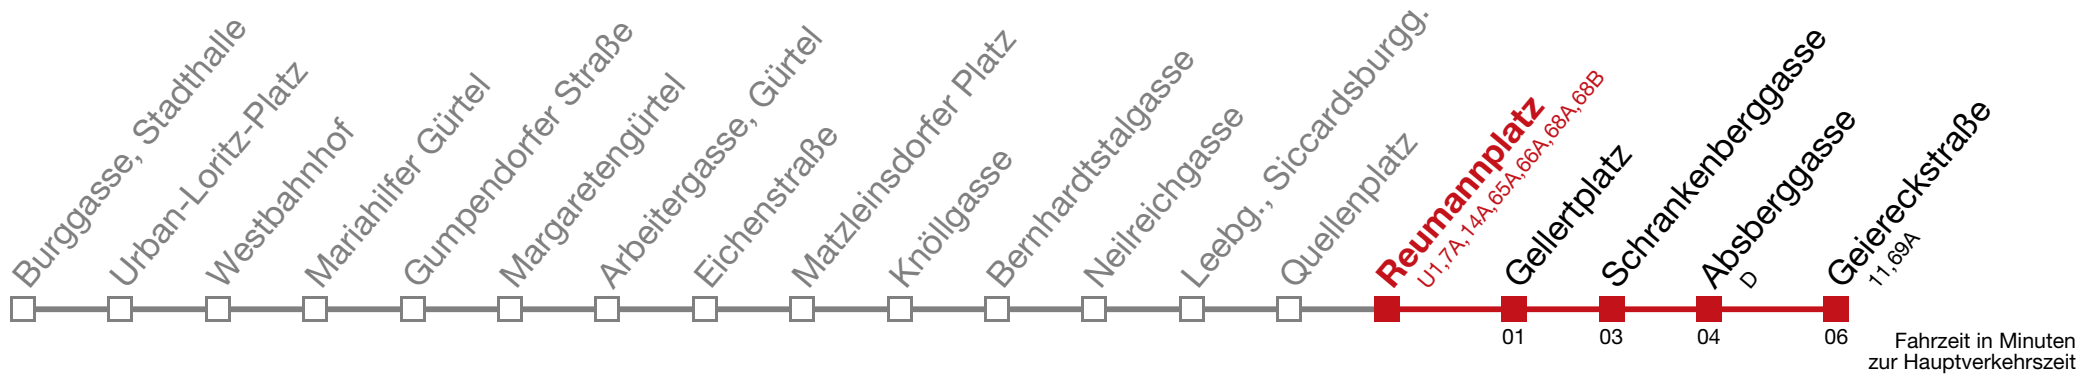 Burggasse, Stadthalle
Urban-Loritz-Platz
Westbahnhof
Mariahilfer Gürtel
Gumpendorfer Straße
Margaretengürtel
Arbeitergasse, Gürtel
Eichenstraße
Matzleinsdorfer Platz
Knöllgasse
Bernhardtstalgasse
Neilreichgasse
Leebg., Siccardsburgg.
Quellenplatz
Reumannplatz
U1,7A,14A,65A,66A,68A,68B
Gellertplatz
Schrankenberggasse
Absberggasse
D
Geiereckstraße
11,69A
01
03
04
06
Fahrzeit in Minuten
zur Hauptverkehrszeit